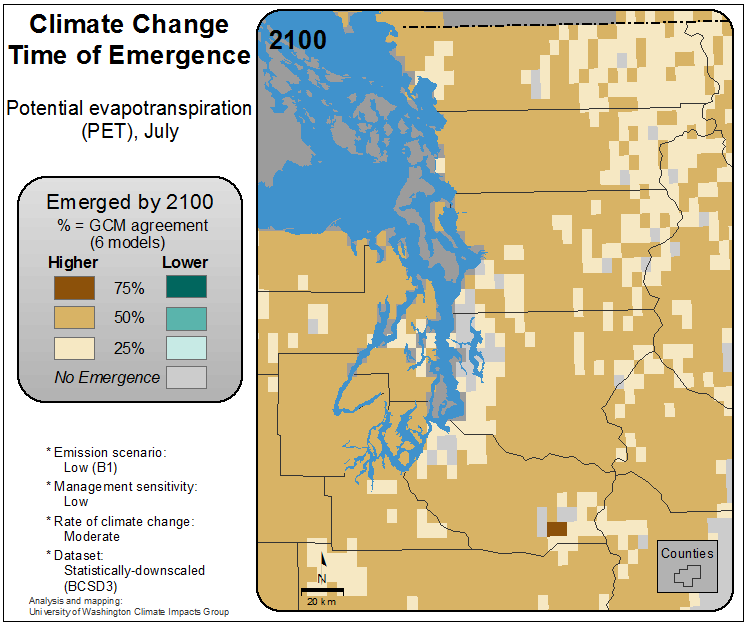 Climate Change
Time of Emergence
Potential evapotranspiration
(PET), July
Emerged by 2100
% = GCM agreement
(6 models)
Higher Lower
75%
50%
25%
No Emergence
* Emission scenario:
Low (B1)
* Management sensitivity:
Low
* Rate of climate change:
Moderate
* Dataset:
Statistically-downscaled
(BCSD3)
Analysis and mapping:
University of Washington Climate Impacts Group
2100
N
20 km
Counties